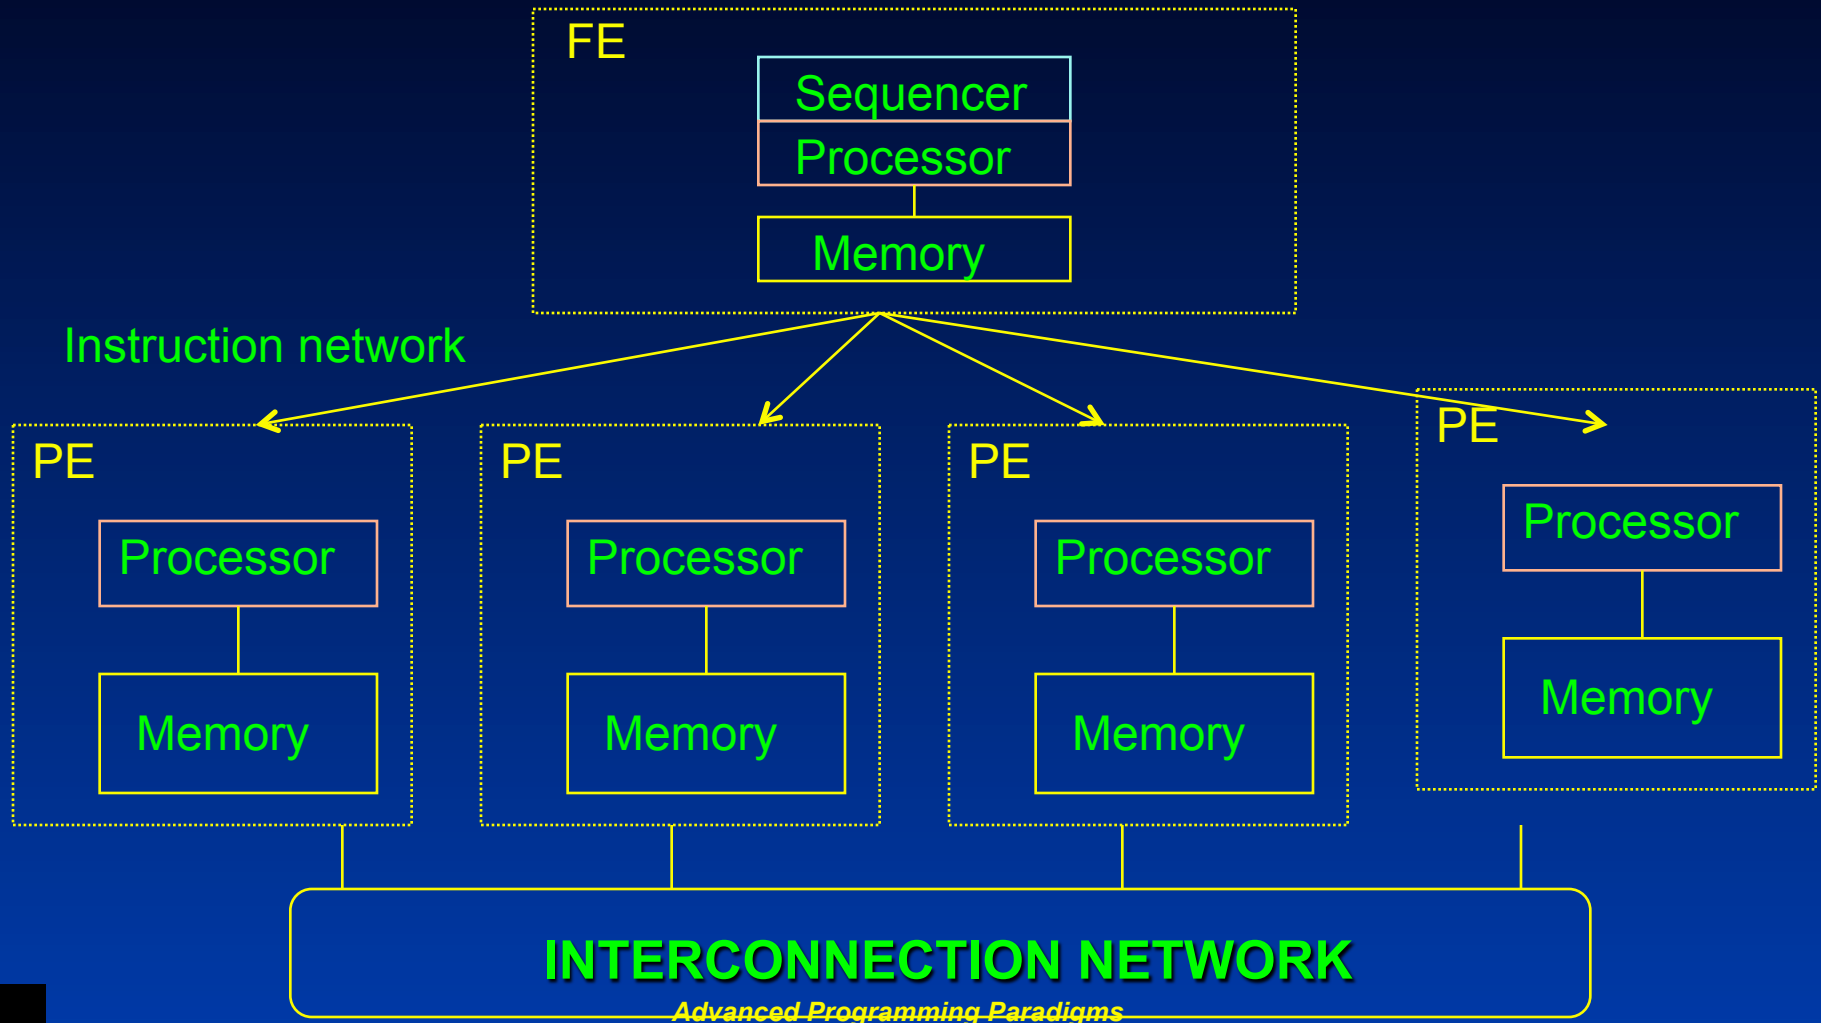 FE
Sequencer
Processor
Memory
Instruction network
PE
Processor
Memory
PE
Processor
Memory
PE
Processor
Memory
PE
Processor
Memory
INTERCONNECTION NETWORK
Advanced Programming Paradigms